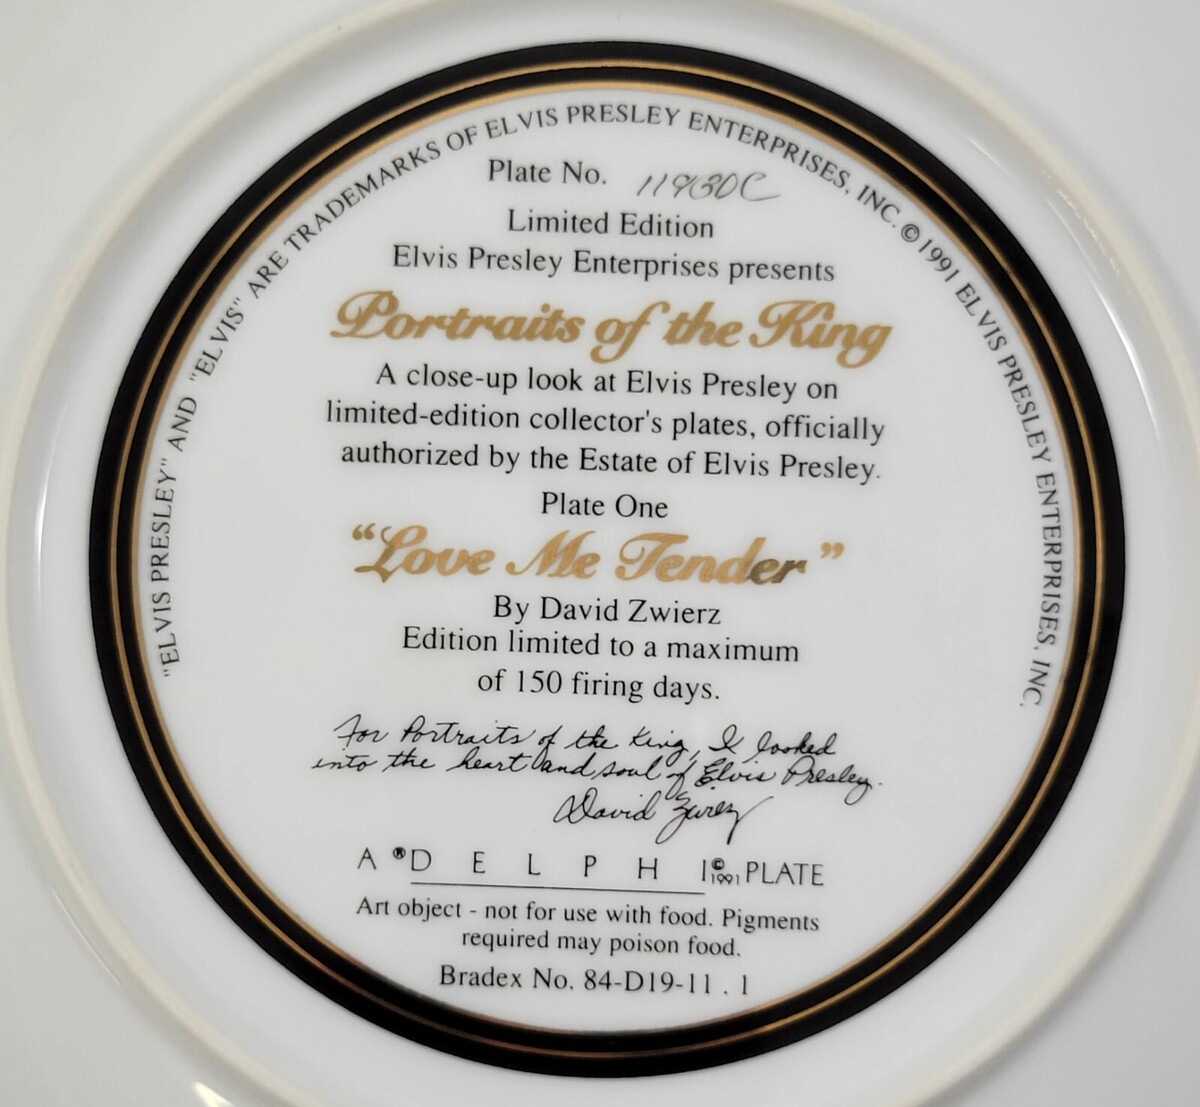 "ELVIS PRESLEY" AND "ELVIS" ARE TRADEMARKS OF ELVIS PRESLEY ENTERPRISES, INC. © 1991 ELVIS PRESLEY ENTERPRISES, INC.
Plate No.
Limited Edition
Elvis Presley Enterprises presents
Portraits of the King
A close-up look at Elvis Presley on
limited-edition collector's plates, officially
authorized by the Estate of Elvis Presley.
Plate One
“Love Me Tender”
By David Zwierz
Edition limited to a maximum
of 150 firing days.
For Portraits of the King, I looked
into the heart and soul of Elvis Presley.
David Zwierz
A ®DELPHI © 1991 PLATE
Art object - not for use with food. Pigments
required may poison food.
Bradex No. 84-D19-11 . 1